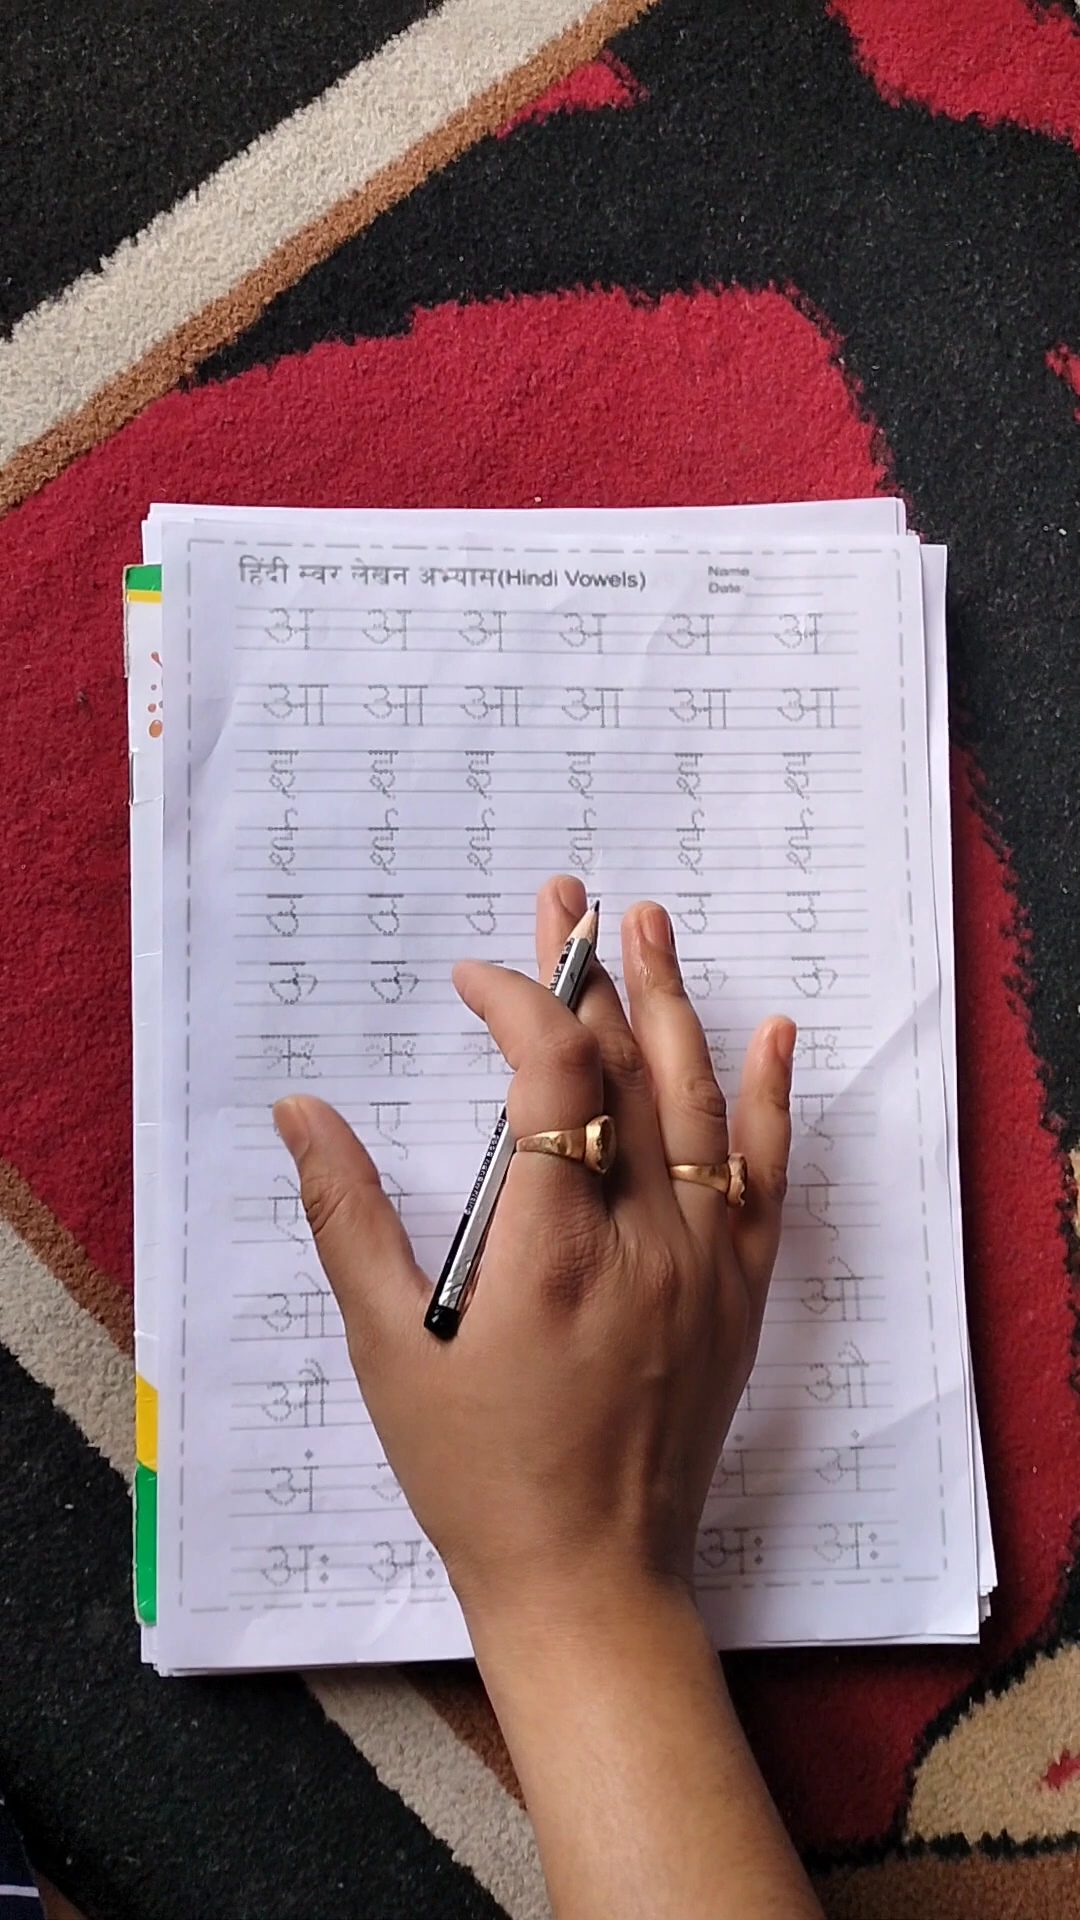 हिंदी स्वर लेखन अभ्यास(Hindi Vowels) Name
Date
अ अ अ अ अ अ
आ आ आ आ आ आ
इ इ इ इ इ इ
ई ई ई ई ई ई
उ उ उ उ उ
ऊ ऊ ऊ ऊ
ऋ ऋ ऋ
ए ए ए
ऐ ऐ
ओ ओ
औ औ
अं अं अं
अः अः अः अः